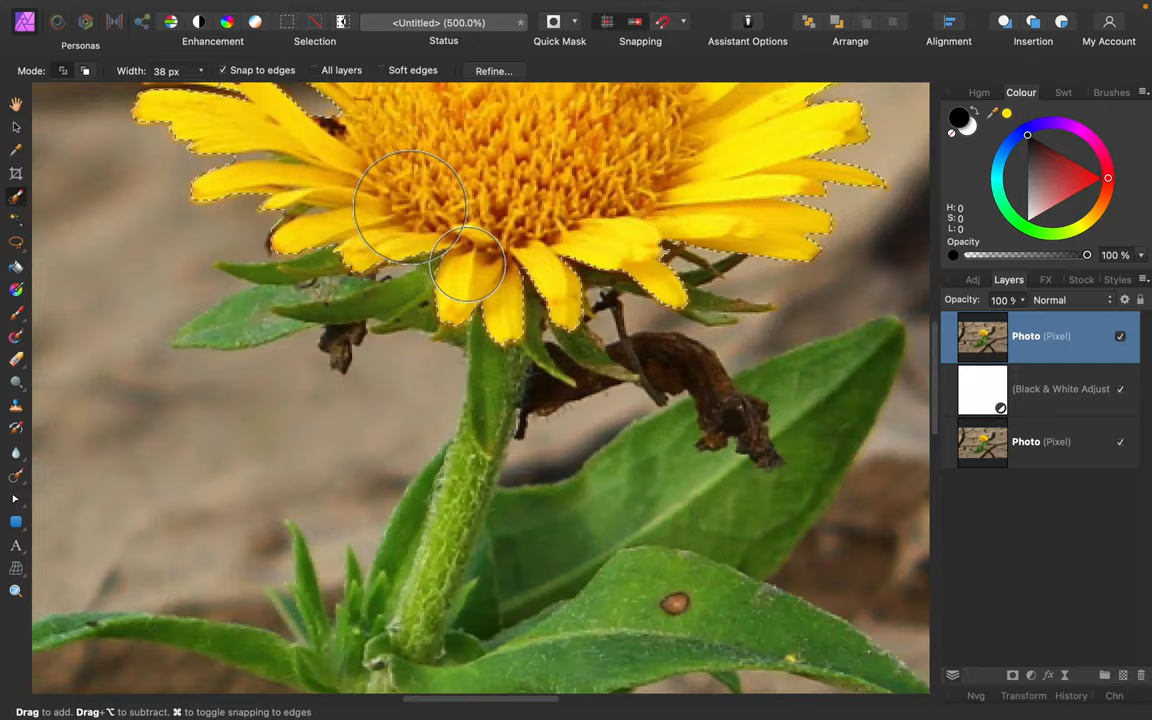 <Untitled> (500.0%)
*
Personas
Enhancement
Selection
Status
Quick Mask
Snapping
Assistant Options
Arrange
Alignment
Insertion
My Account
Mode:
Width: 38 px
Snap to edges
All layers
Soft edges
Refine...
Hgm
Colour
Swt
Brushes
H: 0
S: 0
L: 0
Opacity
100 %
Adj
Layers
FX
Stock
Styles
Opacity:
100 %
Normal
Photo (Pixel)
(Black & White Adjust
Photo (Pixel)
A
Nvg
Transform
History
Chn
Drag to add. Drag+⌥ to subtract. ⌘ to toggle snapping to edges